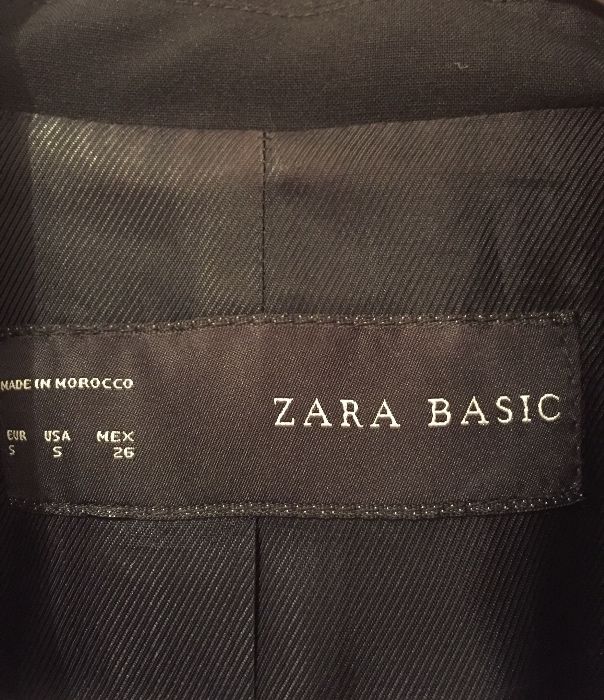 MADE IN MOROCCO
ZARA BASIC
EUR USA MEX
S S 26